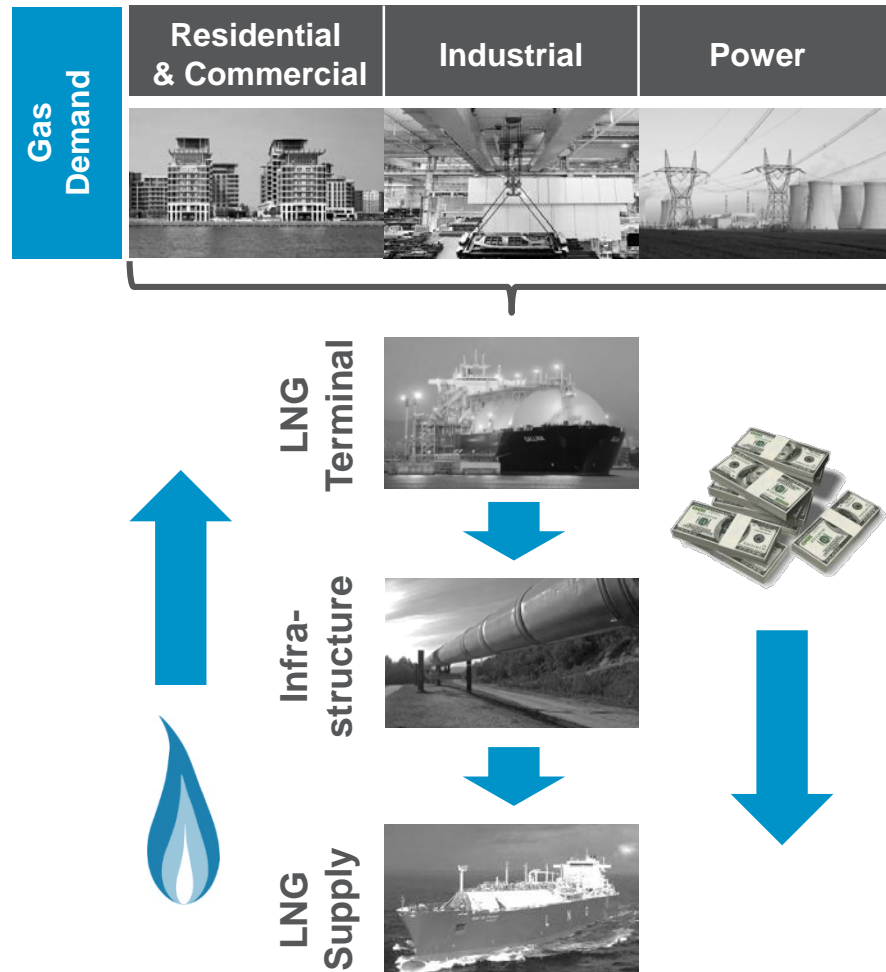 Gas
Demand
Residential
& Commercial
Industrial
Power
LNG
Terminal
Infra-
structure
LNG
Supply
L N G